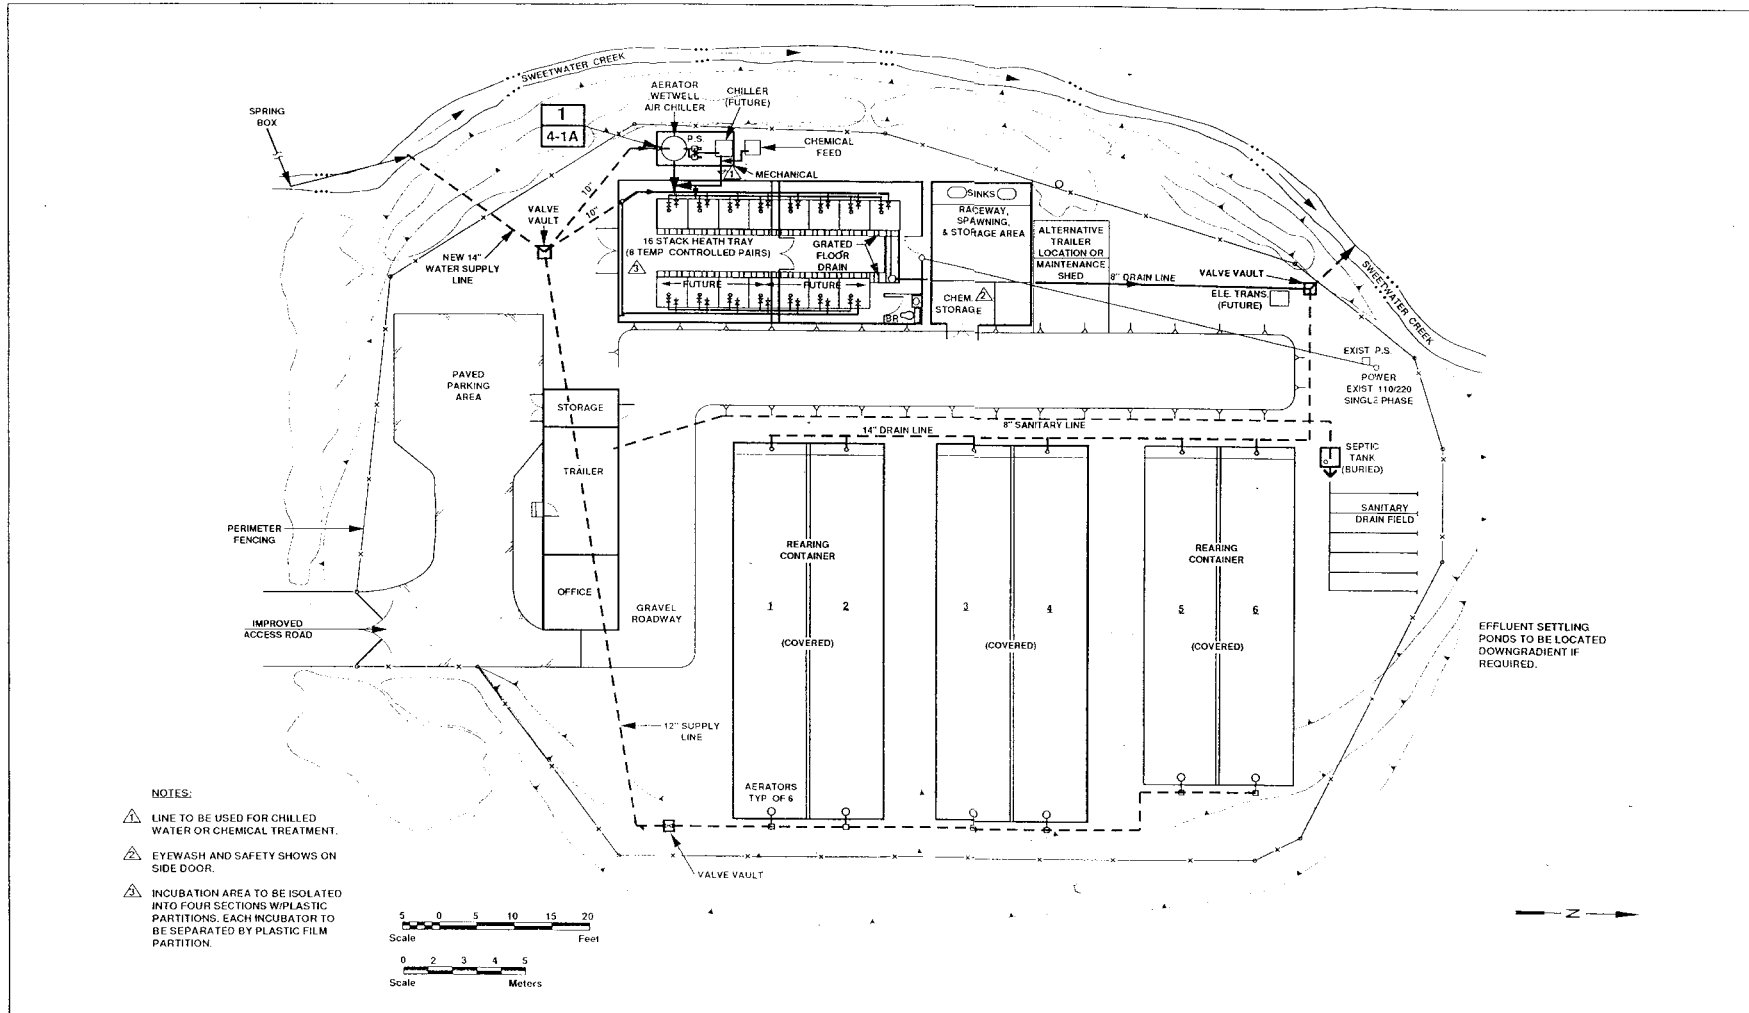 SWEETWATER CREEK
SPRING
BOX
1
4-1A
AERATOR
WETWELL
AIR CHILLER
CHILLER
(FUTURE)
P.S.
CHEMICAL
FEED
1
MECHANICAL
10"
10"
VALVE
VAULT
NEW 14"
WATER SUPPLY
LINE
16 STACK HEATH TRAY
(8 TEMP CONTROLLED PAIRS)
3
GRATED
FLOOR
DRAIN
FUTURE
FUTURE
BR
SINKS
RACEWAY,
SPAWNING,
& STORAGE AREA
CHEM.
STORAGE
2
ALTERNATIVE
TRAILER
LOCATION OR
MAINTENANCE
SHED
8" DRAIN LINE
VALVE VAULT
ELE. TRANS.
(FUTURE)
SWEETWATER CREEK
EXIST P.S.
POWER
EXIST 110/220
SINGLE PHASE
PAVED
PARKING
AREA
STORAGE
TRAILER
OFFICE
14" DRAIN LINE
8" SANITARY LINE
SEPTIC
TANK
(BURIED)
SANITARY
DRAIN FIELD
PERIMETER
FENCING
IMPROVED
ACCESS ROAD
GRAVEL
ROADWAY
REARING
CONTAINER
1
2
(COVERED)
3
4
(COVERED)
REARING
CONTAINER
5
6
(COVERED)
EFFLUENT SETTLING
PONDS TO BE LOCATED
DOWNGRADIENT IF
REQUIRED.
12" SUPPLY
LINE
AERATORS
TYP OF 6
VALVE VAULT
NOTES:
1 LINE TO BE USED FOR CHILLED
WATER OR CHEMICAL TREATMENT.
2 EYEWASH AND SAFETY SHOWS ON
SIDE DOOR.
3 INCUBATION AREA TO BE ISOLATED
INTO FOUR SECTIONS W/PLASTIC
PARTITIONS. EACH INCUBATOR TO
BE SEPARATED BY PLASTIC FILM
PARTITION.
5 0 5 10 15 20
Scale Feet
0 2 3 4 5
Scale Meters
N